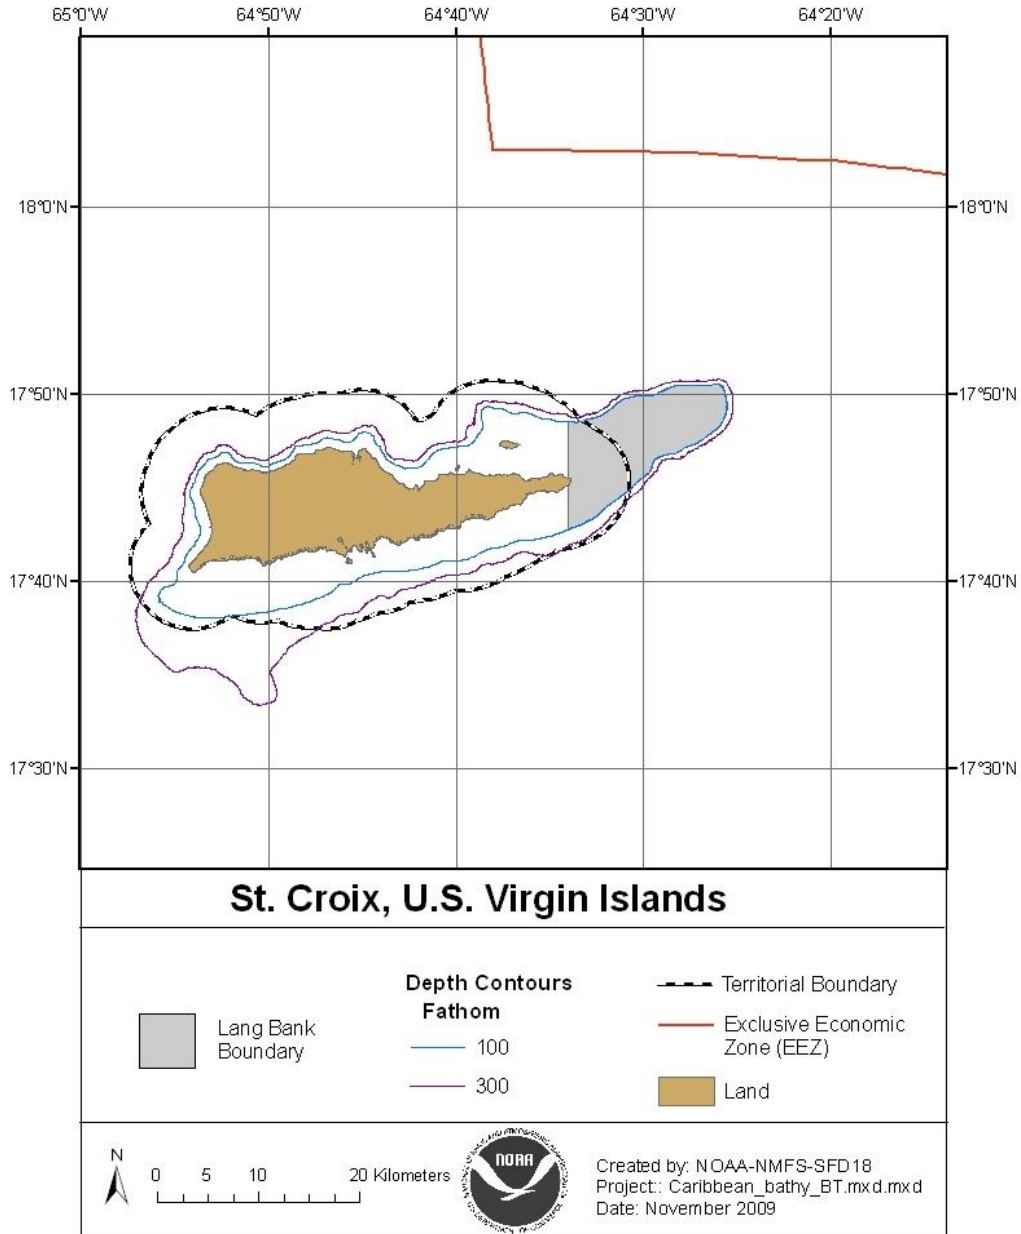 65°0'W 64°50'W 64°40'W 64°30'W 64°20'W
18°0'N 18°0'N
17°50'N 17°50'N
17°40'N 17°40'N
17°30'N 17°30'N
St. Croix, U.S. Virgin Islands
Lang Bank
Boundary
Depth Contours
Fathom
100
300
Territorial Boundary
Exclusive Economic
Zone (EEZ)
Land
N
0 5 10 20 Kilometers
NOAA
Created by: NOAA-NMFS-SFD18
Project:: Caribbean_bathy_BT.mxd.mxd
Date: November 2009